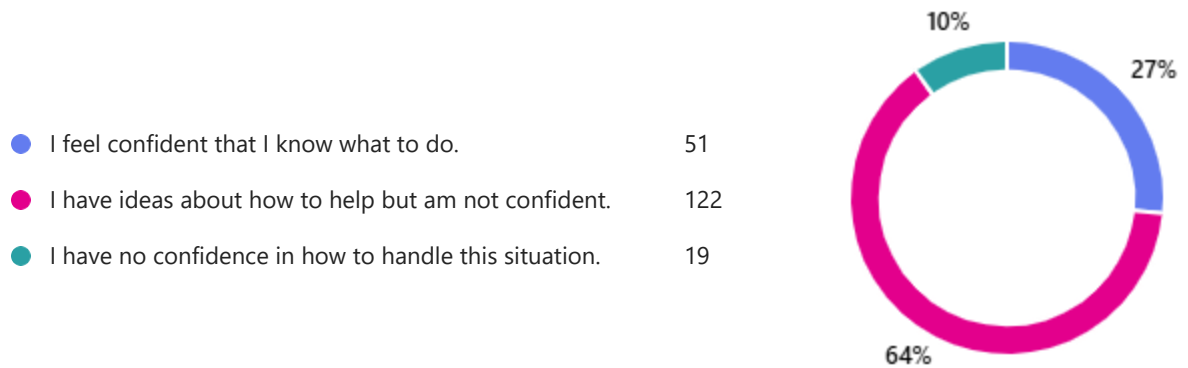 10%
27%
I feel confident that I know what to do. 51
I have ideas about how to help but am not confident. 122
I have no confidence in how to handle this situation. 19
64%